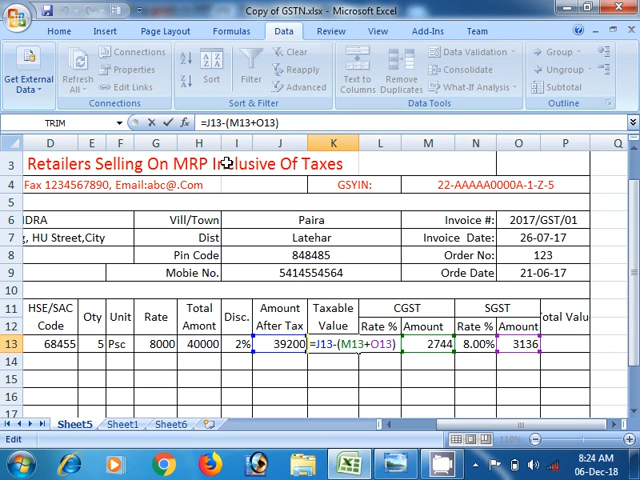 Copy of GSTN.xlsx - Microsoft Excel
Home Insert Page Layout Formulas Data Review View
Get External Data
Refresh All
Connections
Properties
Edit Links
Connections
Sort
Filter
Clear
Reapply
Advanced
Sort & Filter
Text to Columns
Remove Duplicates
Data Validation
Consolidate
What-If Analysis
Data Tools
Group
Ungroup
Subtotal
Outline
TRIM =J13-(M13+O13)
D E F G H I J K L M N O P Q
3 Retailers Selling On MRP Inclusive Of Taxes
4 Fax 1234567890, Email:abc@.Com GSYIN: 22-AAAAA0000A-1-Z-5
5
6 NDRA Vill/Town Paira Invoice #: 2017/GST/01
7 , HU Street,City Dist Latehar Invoice Date: 26-07-17
8 Pin Code 848485 Order No: 123
9 Mobie No. 5414554564 Orde Date 21-06-17
10
11 HSE/SAC Qty Unit Rate Total Disc. Amount Taxable CGST SGST Total Value
12 Code Amont After Tax Value Rate % Amount Rate % Amount
13 68455 5 Psc 8000 40000 2% 39200 =J13-(M13+O13) 2744 8.00% 3136
14
15
16
17
Sheet5 Sheet1 Sheet6
Edit 110%
8:24 AM
06-Dec-18